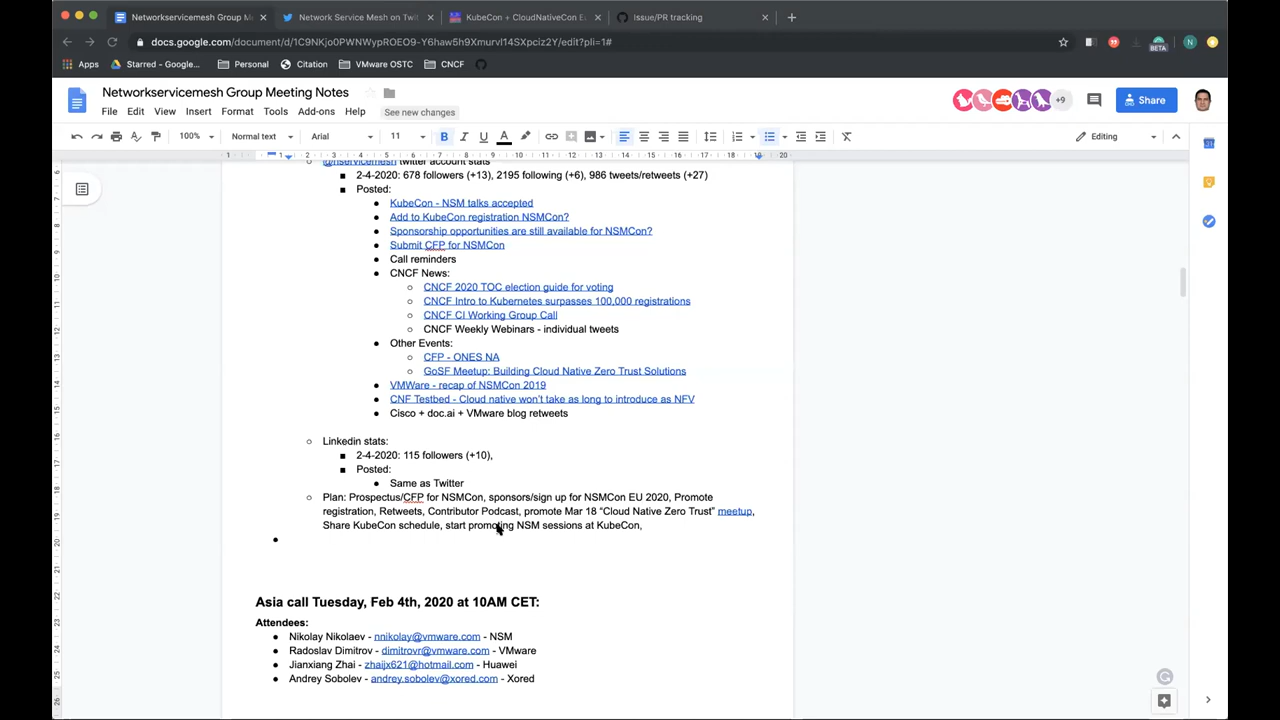 Networkservicemesh Group M
Network Service Mesh on Twi
KubeCon + CloudNativeCon Eu
Issue/PR tracking
docs.google.com/document/d/1C9NKjo0PWNWypROEO9-Y6haw5h9Xmurvl14SXpciz2Y/edit?pli=1#
BETA
N
Apps
Starred - Google...
Personal
Citation
VMware OSTC
CNCF
Networkservicemesh Group Meeting Notes
File Edit View Insert Format Tools Add-ons Help
See new changes
+9
Share
100%
Normal text
Arial
11
B I U A
Editing
@nservicemesh twitter account stats
2-4-2020: 678 followers (+13), 2195 following (+6), 986 tweets/retweets (+27)
Posted:
KubeCon - NSM talks accepted
Add to KubeCon registration NSMCon?
Sponsorship opportunities are still available for NSMCon?
Submit CFP for NSMCon
Call reminders
CNCF News:
CNCF 2020 TOC election guide for voting
CNCF Intro to Kubernetes surpasses 100,000 registrations
CNCF CI Working Group Call
CNCF Weekly Webinars - individual tweets
Other Events:
CFP - ONES NA
GoSF Meetup: Building Cloud Native Zero Trust Solutions
VMWare - recap of NSMCon 2019
CNF Testbed - Cloud native won't take as long to introduce as NFV
Cisco + doc.ai + VMware blog retweets
Linkedin stats:
2-4-2020: 115 followers (+10),
Posted:
Same as Twitter
Plan: Prospectus/CFP for NSMCon, sponsors/sign up for NSMCon EU 2020, Promote
registration, Retweets, Contributor Podcast, promote Mar 18 “Cloud Native Zero Trust” meetup,
Share KubeCon schedule, start promoting NSM sessions at KubeCon,
Asia call Tuesday, Feb 4th, 2020 at 10AM CET:
Attendees:
Nikolay Nikolaev - nnikolay@vmware.com - NSM
Radoslav Dimitrov - dimitrovr@vmware.com - VMware
Jianxiang Zhai - zhaijx621@hotmail.com - Huawei
Andrey Sobolev - andrey.sobolev@xored.com - Xored